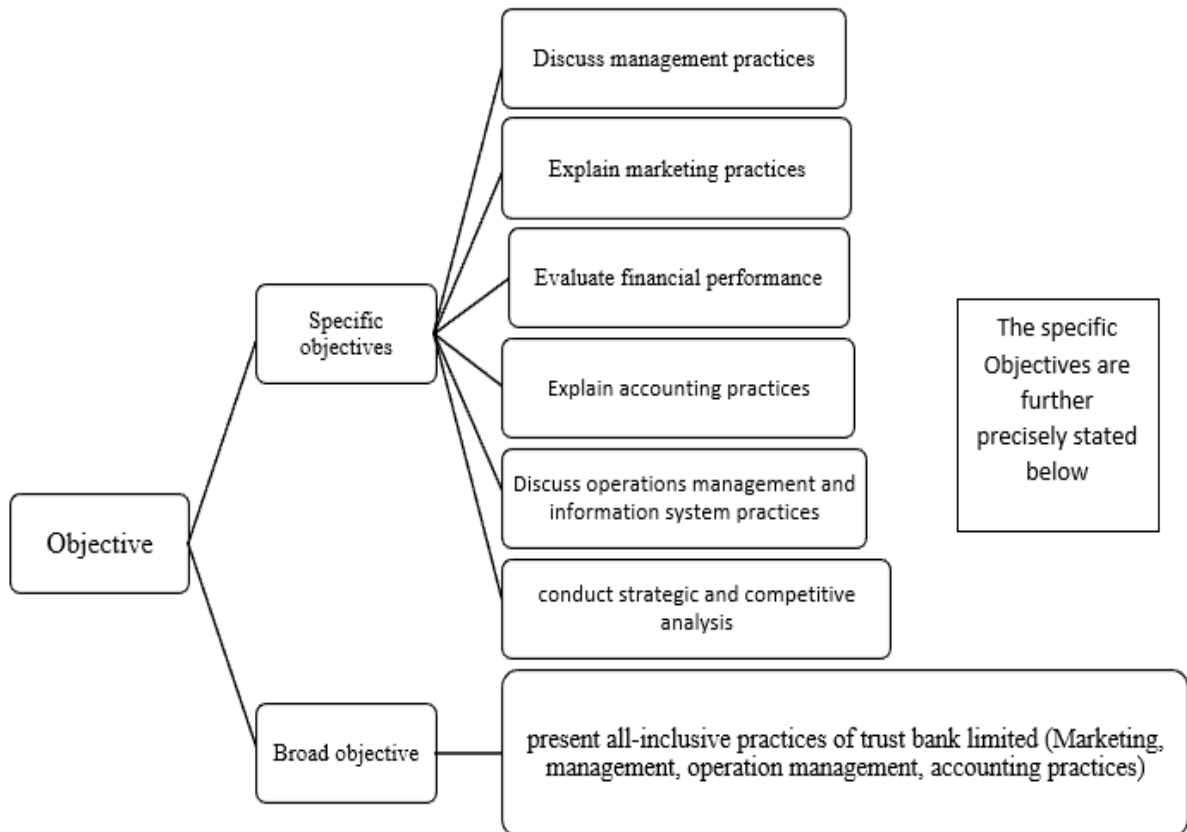 Discuss management practices
Explain marketing practices
Evaluate financial performance
Specific
objectives
Explain accounting practices
The specific
Objectives are
further
precisely stated
below
Discuss operations management and
information system practices
Objective
conduct strategic and competitive
analysis
Broad objective
present all-inclusive practices of trust bank limited (Marketing,
management, operation management, accounting practices)